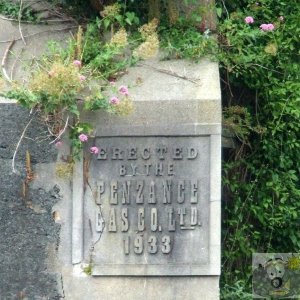 ERECTED
BY THE
PENZANCE
GAS CO. LTD.
1933